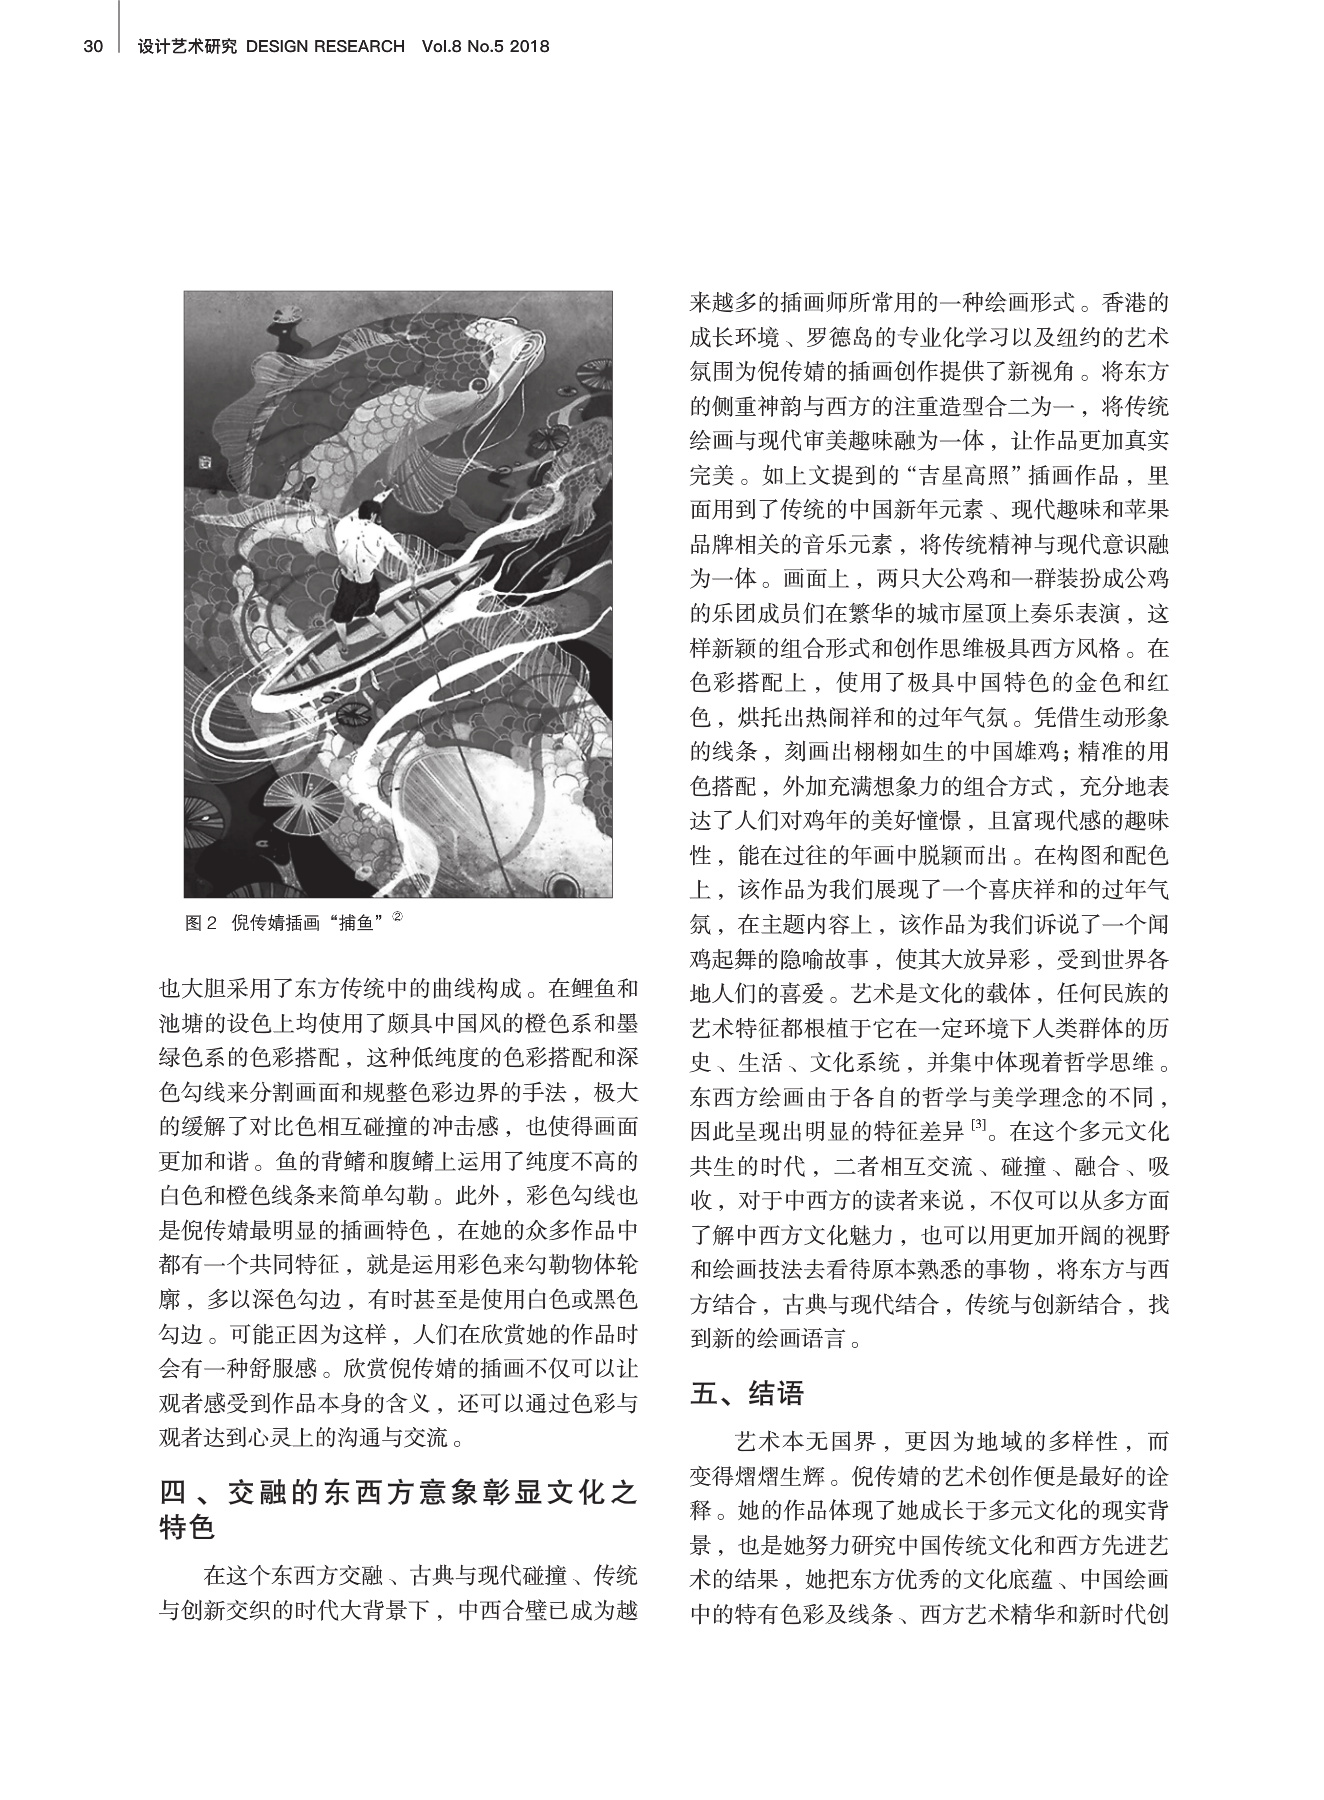 30 设计艺术研究 DESIGN RESEARCH Vol.8 No.5 2018
图 2 倪传婧插画“捕鱼”②
也大胆采用了东方传统中的曲线构成。在鲤鱼和
池塘的设色上均使用了颇具中国风的橙色系和墨
绿色系的色彩搭配，这种低纯度的色彩搭配和深
色勾线来分割画面和规整色彩边界的手法，极大
的缓解了对比色相互碰撞的冲击感，也使得画面
更加和谐。鱼的背鳍和腹鳍上运用了纯度不高的
白色和橙色线条来简单勾勒。此外，彩色勾线也
是倪传婧最明显的插画特色，在她的众多作品中
都有一个共同特征，就是运用彩色来勾勒物体轮
廓，多以深色勾边，有时甚至是使用白色或黑色
勾边。可能正因为这样，人们在欣赏她的作品时
会有一种舒服感。欣赏倪传婧的插画不仅可以让
观者感受到作品本身的含义，还可以通过色彩与
观者达到心灵上的沟通与交流。
四、交融的东西方意象彰显文化之
特色
在这个东西方交融、古典与现代碰撞、传统
与创新交织的时代大背景下，中西合璧已成为越
来越多的插画师所常用的一种绘画形式。香港的
成长环境、罗德岛的专业化学习以及纽约的艺术
氛围为倪传婧的插画创作提供了新视角。将东方
的侧重神韵与西方的注重造型合二为一，将传统
绘画与现代审美趣味融为一体，让作品更加真实
完美。如上文提到的“吉星高照”插画作品，里
面用到了传统的中国新年元素、现代趣味和苹果
品牌相关的音乐元素，将传统精神与现代意识融
为一体。画面上，两只大公鸡和一群装扮成公鸡
的乐团成员们在繁华的城市屋顶上奏乐表演，这
样新颖的组合形式和创作思维极具西方风格。在
色彩搭配上，使用了极具中国特色的金色和红
色，烘托出热闹祥和的过年气氛。凭借生动形象
的线条，刻画出栩栩如生的中国雄鸡；精准的用
色搭配，外加充满想象力的组合方式，充分地表
达了人们对鸡年的美好憧憬，且富现代感的趣味
性，能在过往的年画中脱颖而出。在构图和配色
上，该作品为我们展现了一个喜庆祥和的过年气
氛，在主题内容上，该作品为我们诉说了一个闻
鸡起舞的隐喻故事，使其大放异彩，受到世界各
地人们的喜爱。艺术是文化的载体，任何民族的
艺术特征都根植于它在一定环境下人类群体的历
史、生活、文化系统，并集中体现着哲学思维。
东西方绘画由于各自的哲学与美学理念的不同，
因此呈现出明显的特征差异[3]。在这个多元文化
共生的时代，二者相互交流、碰撞、融合、吸
收，对于中西方的读者来说，不仅可以从多方面
了解中西方文化魅力，也可以用更加开阔的视野
和绘画技法去看待原本熟悉的事物，将东方与西
方结合，古典与现代结合，传统与创新结合，找
到新的绘画语言。
五、结语
艺术本无国界，更因为地域的多样性，而
变得熠熠生辉。倪传婧的艺术创作便是最好的诠
释。她的作品体现了她成长于多元文化的现实背
景，也是她努力研究中国传统文化和西方先进艺
术的结果，她把东方优秀的文化底蕴、中国绘画
中的特有色彩及线条、西方艺术精华和新时代创